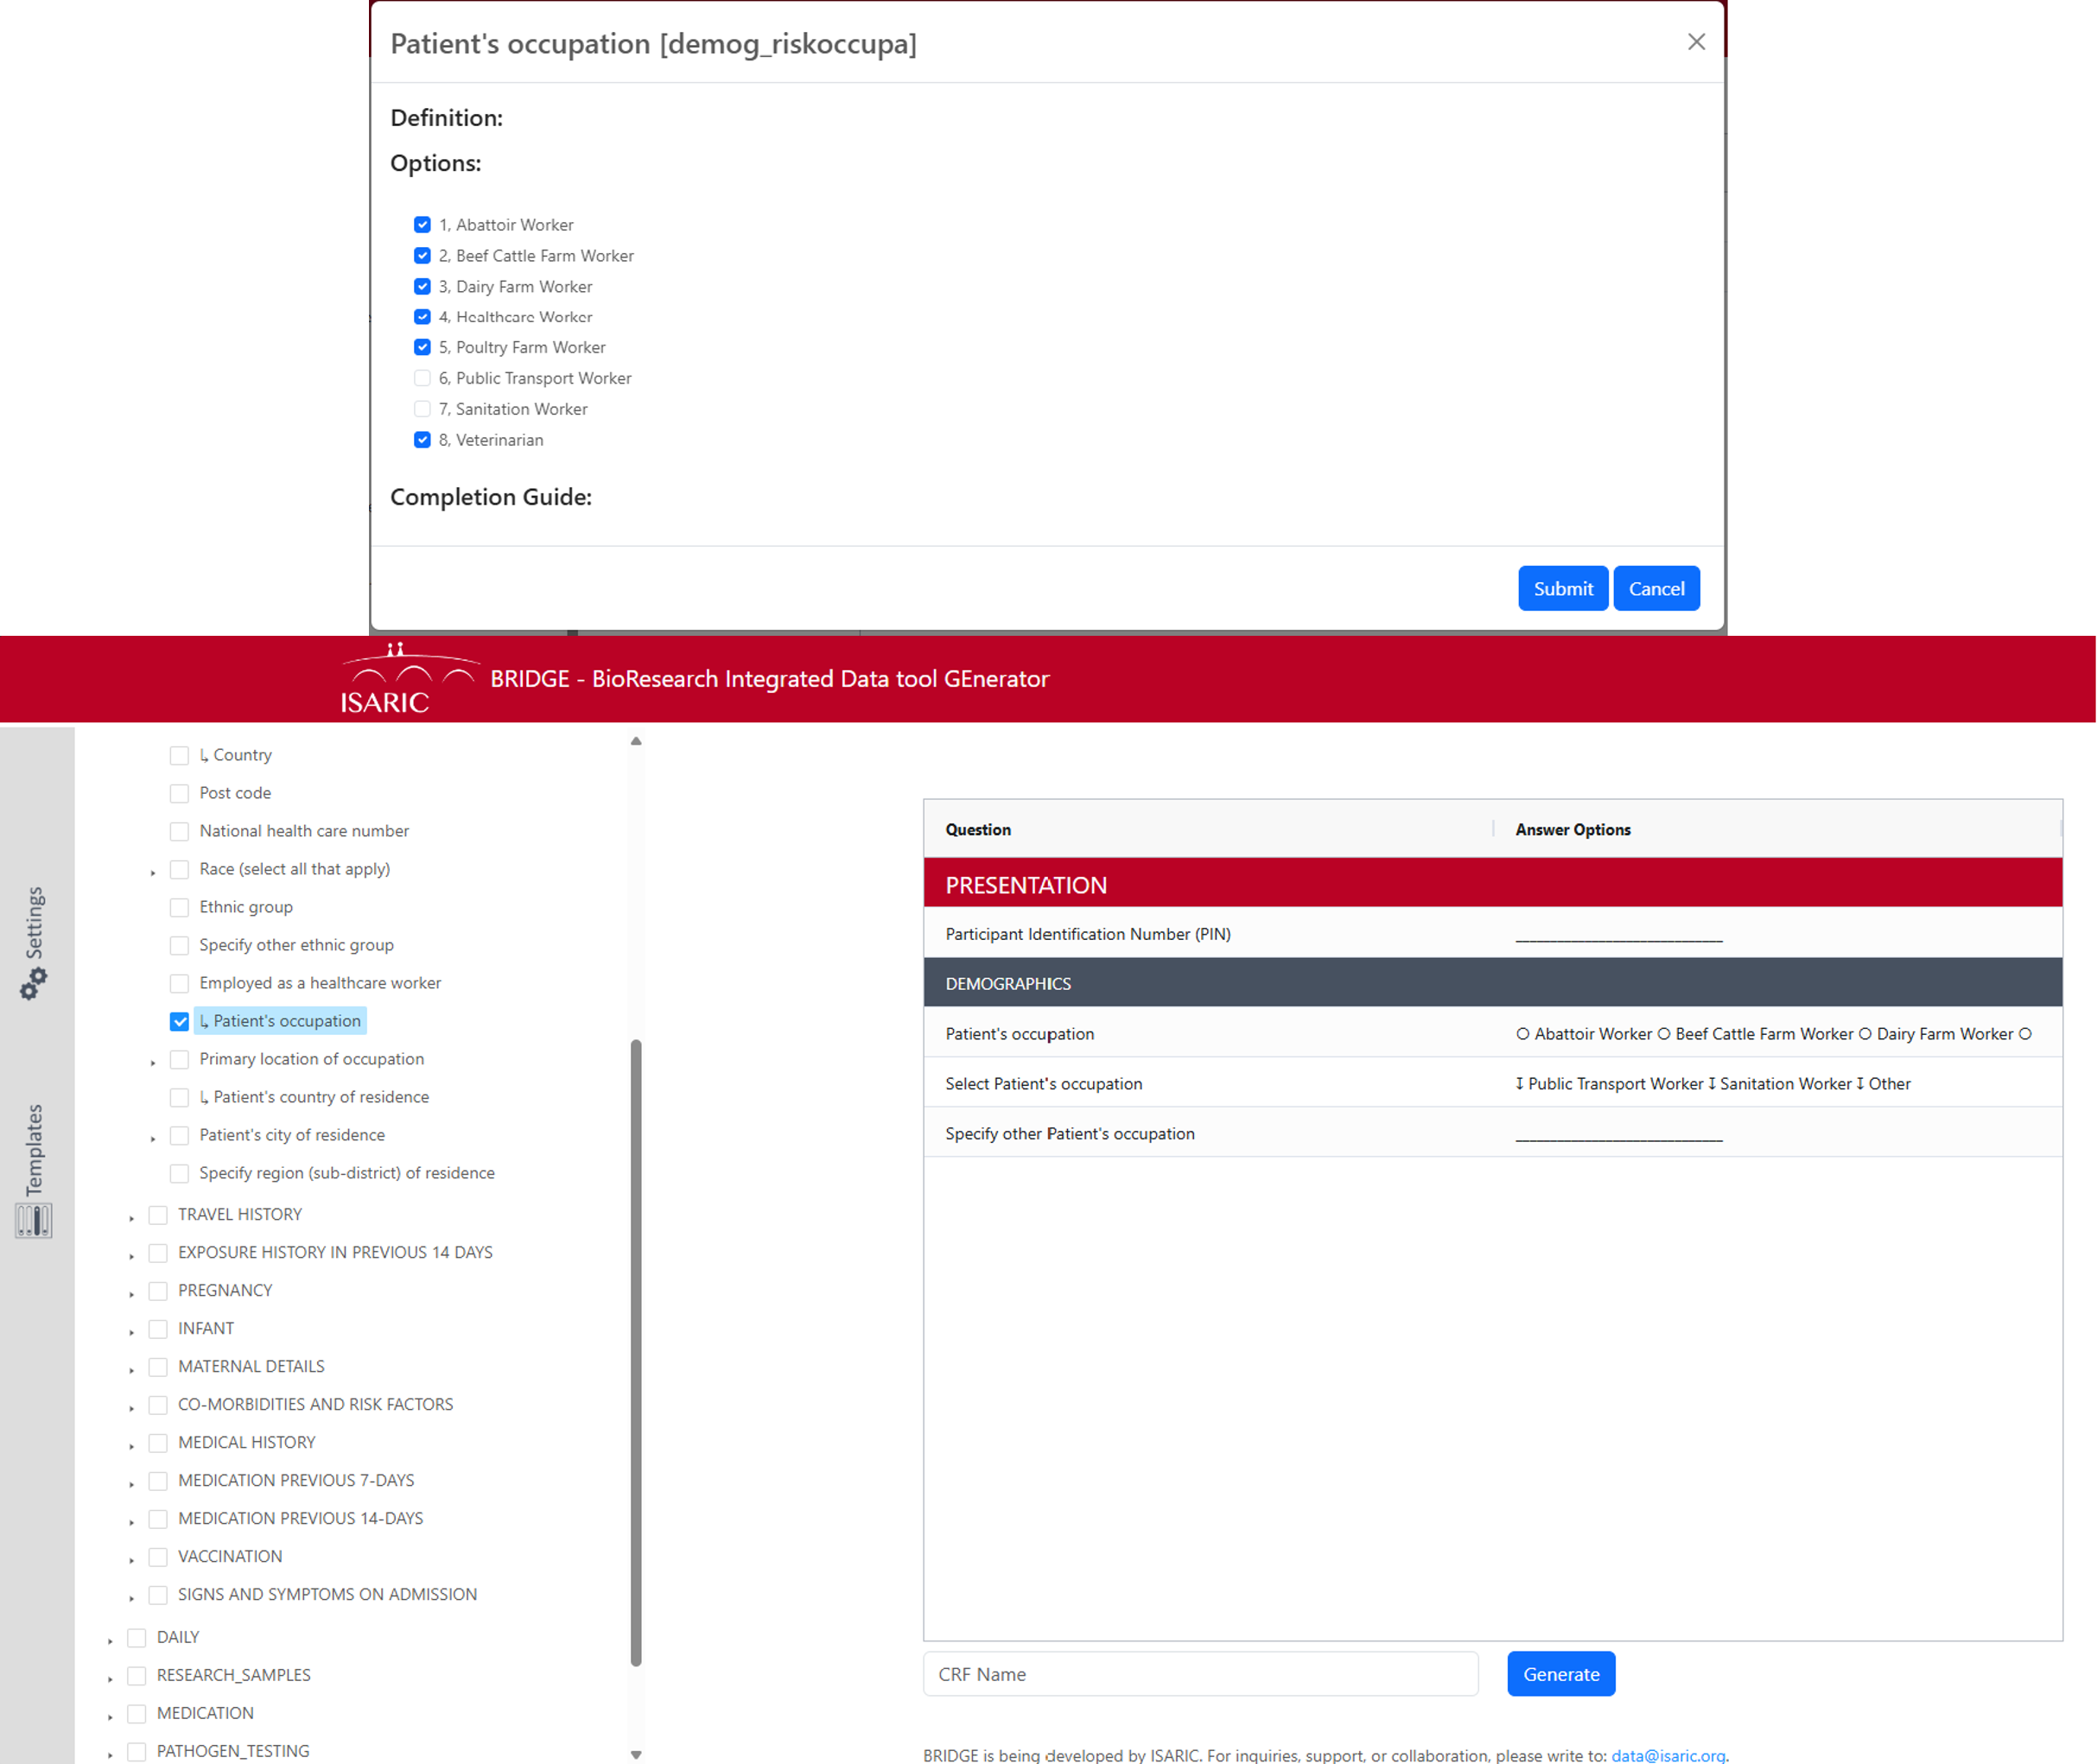 Patient's occupation [demog_riskoccupa]
Definition:
Options:
1, Abattoir Worker
2, Beef Cattle Farm Worker
3, Dairy Farm Worker
4, Healthcare Worker
5, Poultry Farm Worker
6, Public Transport Worker
7, Sanitation Worker
8, Veterinarian
Completion Guide:
Submit Cancel
ISARIC
BRIDGE - BioResearch Integrated Data tool GEnerator
Settings
Templates
↳ Country
Post code
National health care number
Race (select all that apply)
Ethnic group
Specify other ethnic group
Employed as a healthcare worker
↳ Patient's occupation
Primary location of occupation
↳ Patient's country of residence
Patient's city of residence
Specify region (sub-district) of residence
TRAVEL HISTORY
EXPOSURE HISTORY IN PREVIOUS 14 DAYS
PREGNANCY
INFANT
MATERNAL DETAILS
CO-MORBIDITIES AND RISK FACTORS
MEDICAL HISTORY
MEDICATION PREVIOUS 7-DAYS
MEDICATION PREVIOUS 14-DAYS
VACCINATION
SIGNS AND SYMPTOMS ON ADMISSION
DAILY
RESEARCH_SAMPLES
MEDICATION
PATHOGEN_TESTING
Question Answer Options
PRESENTATION
Participant Identification Number (PIN) ________________________
DEMOGRAPHICS
Patient's occupation ○ Abattoir Worker ○ Beef Cattle Farm Worker ○ Dairy Farm Worker ○
Select Patient's occupation ↧ Public Transport Worker ↧ Sanitation Worker ↧ Other
Specify other Patient's occupation ________________________
CRF Name Generate
BRIDGE is being developed by ISARIC. For inquiries, support, or collaboration, please write to: data@isaric.org.